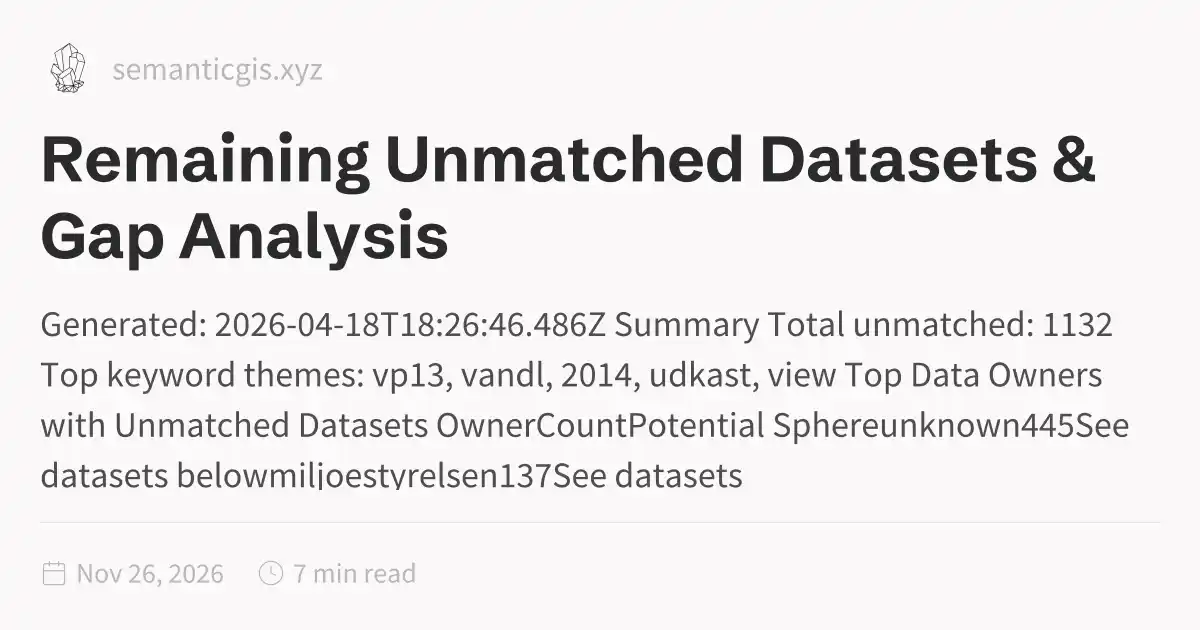 semanticgis.xyz
Remaining Unmatched Datasets &
Gap Analysis
Generated: 2026-04-18T18:26:46.486Z Summary Total unmatched: 1132
Top keyword themes: vp13, vandl, 2014, udkast, view Top Data Owners
with Unmatched Datasets OwnerCountPotential Sphereunknown445See
datasets belowmiljoestyrelsen137See datasets
Nov 26, 2026
7 min read